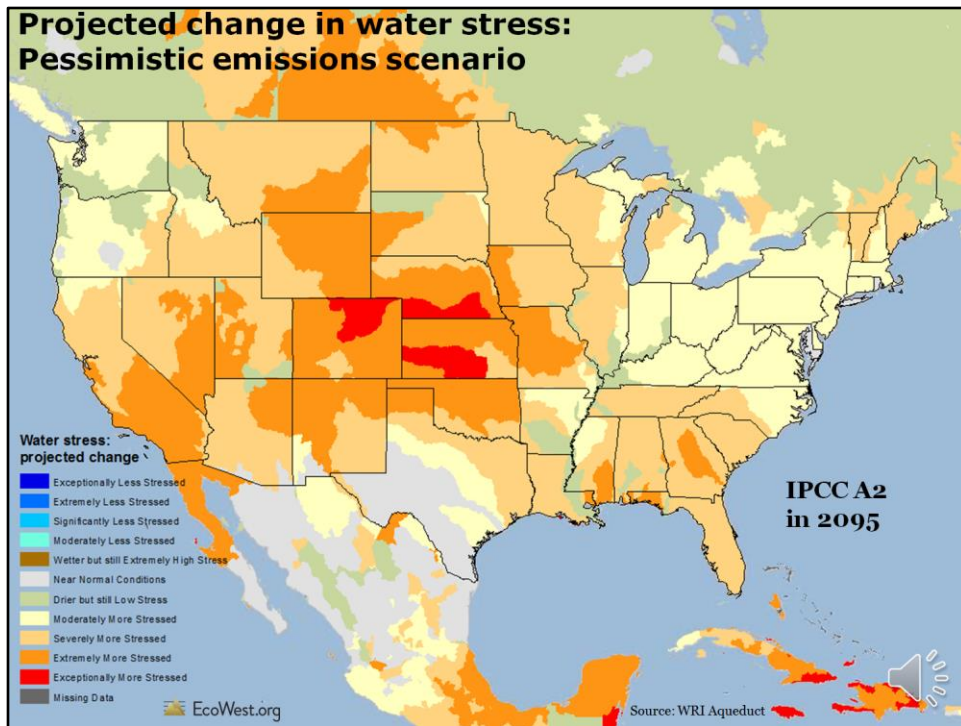 Projected change in water stress:
Pessimistic emissions scenario
Water stress:
projected change
Exceptionally Less Stressed
Extremely Less Stressed
Significantly Less Stressed
Moderately Less Stressed
Wetter but still Extremely High Stress
Near Normal Conditions
Drier but still Low Stress
Moderately More Stressed
Severely More Stressed
Extremely More Stressed
Exceptionally More Stressed
Missing Data
IPCC A2
in 2095
EcoWest.org
Source: WRI Aqueduct